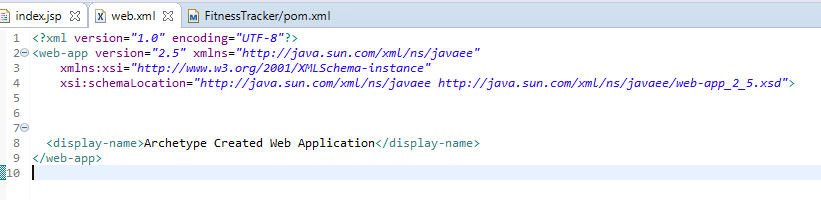 index.jsp web.xml FitnessTracker/pom.xml
1 <?xml version="1.0" encoding="UTF-8"?>
2 <web-app version="2.5" xmlns="http://java.sun.com/xml/ns/javaee"
3 xmlns:xsi="http://www.w3.org/2001/XMLSchema-instance"
4 xsi:schemaLocation="http://java.sun.com/xml/ns/javaee http://java.sun.com/xml/ns/javaee/web-app_2_5.xsd">
5
6
7
8 <display-name>Archetype Created Web Application</display-name>
9 </web-app>
10